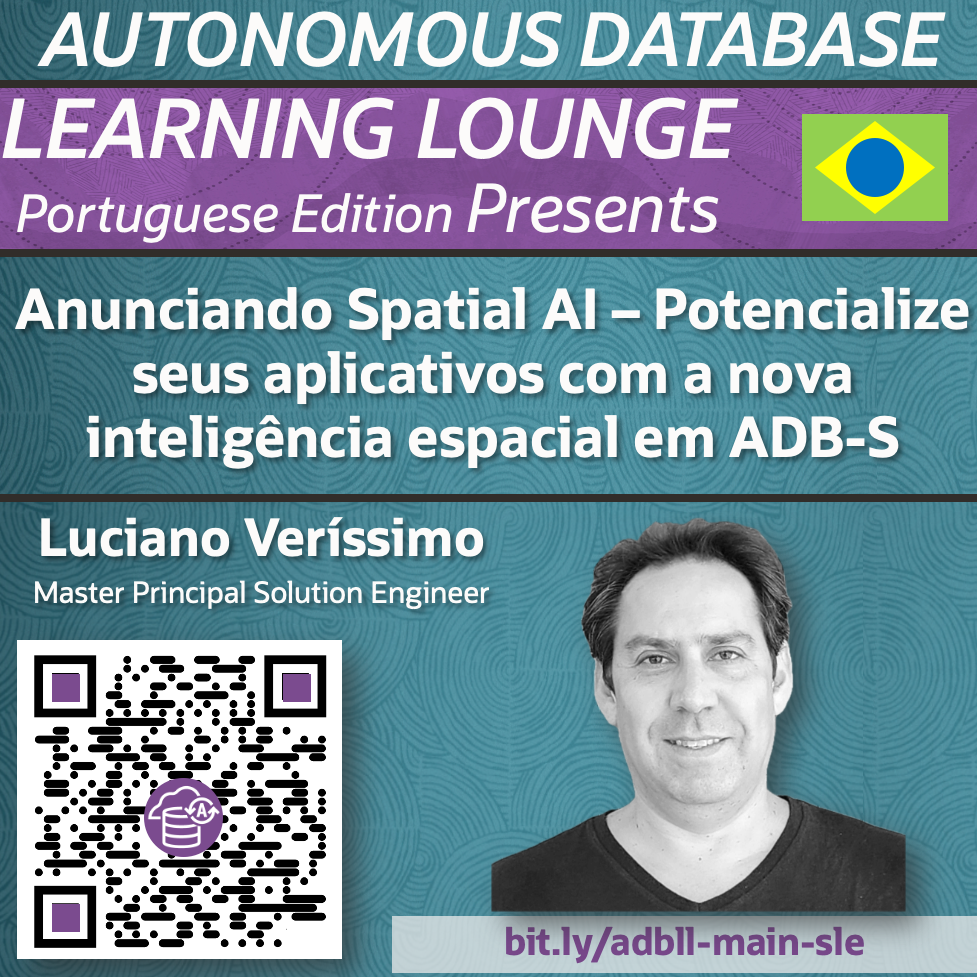 AUTONOMOUS DATABASE
LEARNING LOUNGE
Portuguese Edition Presents
Anunciando Spatial AI – Potencialize
seus aplicativos com a nova
inteligência espacial em ADB-S
Luciano Veríssimo
Master Principal Solution Engineer
A
bit.ly/adbll-main-sle